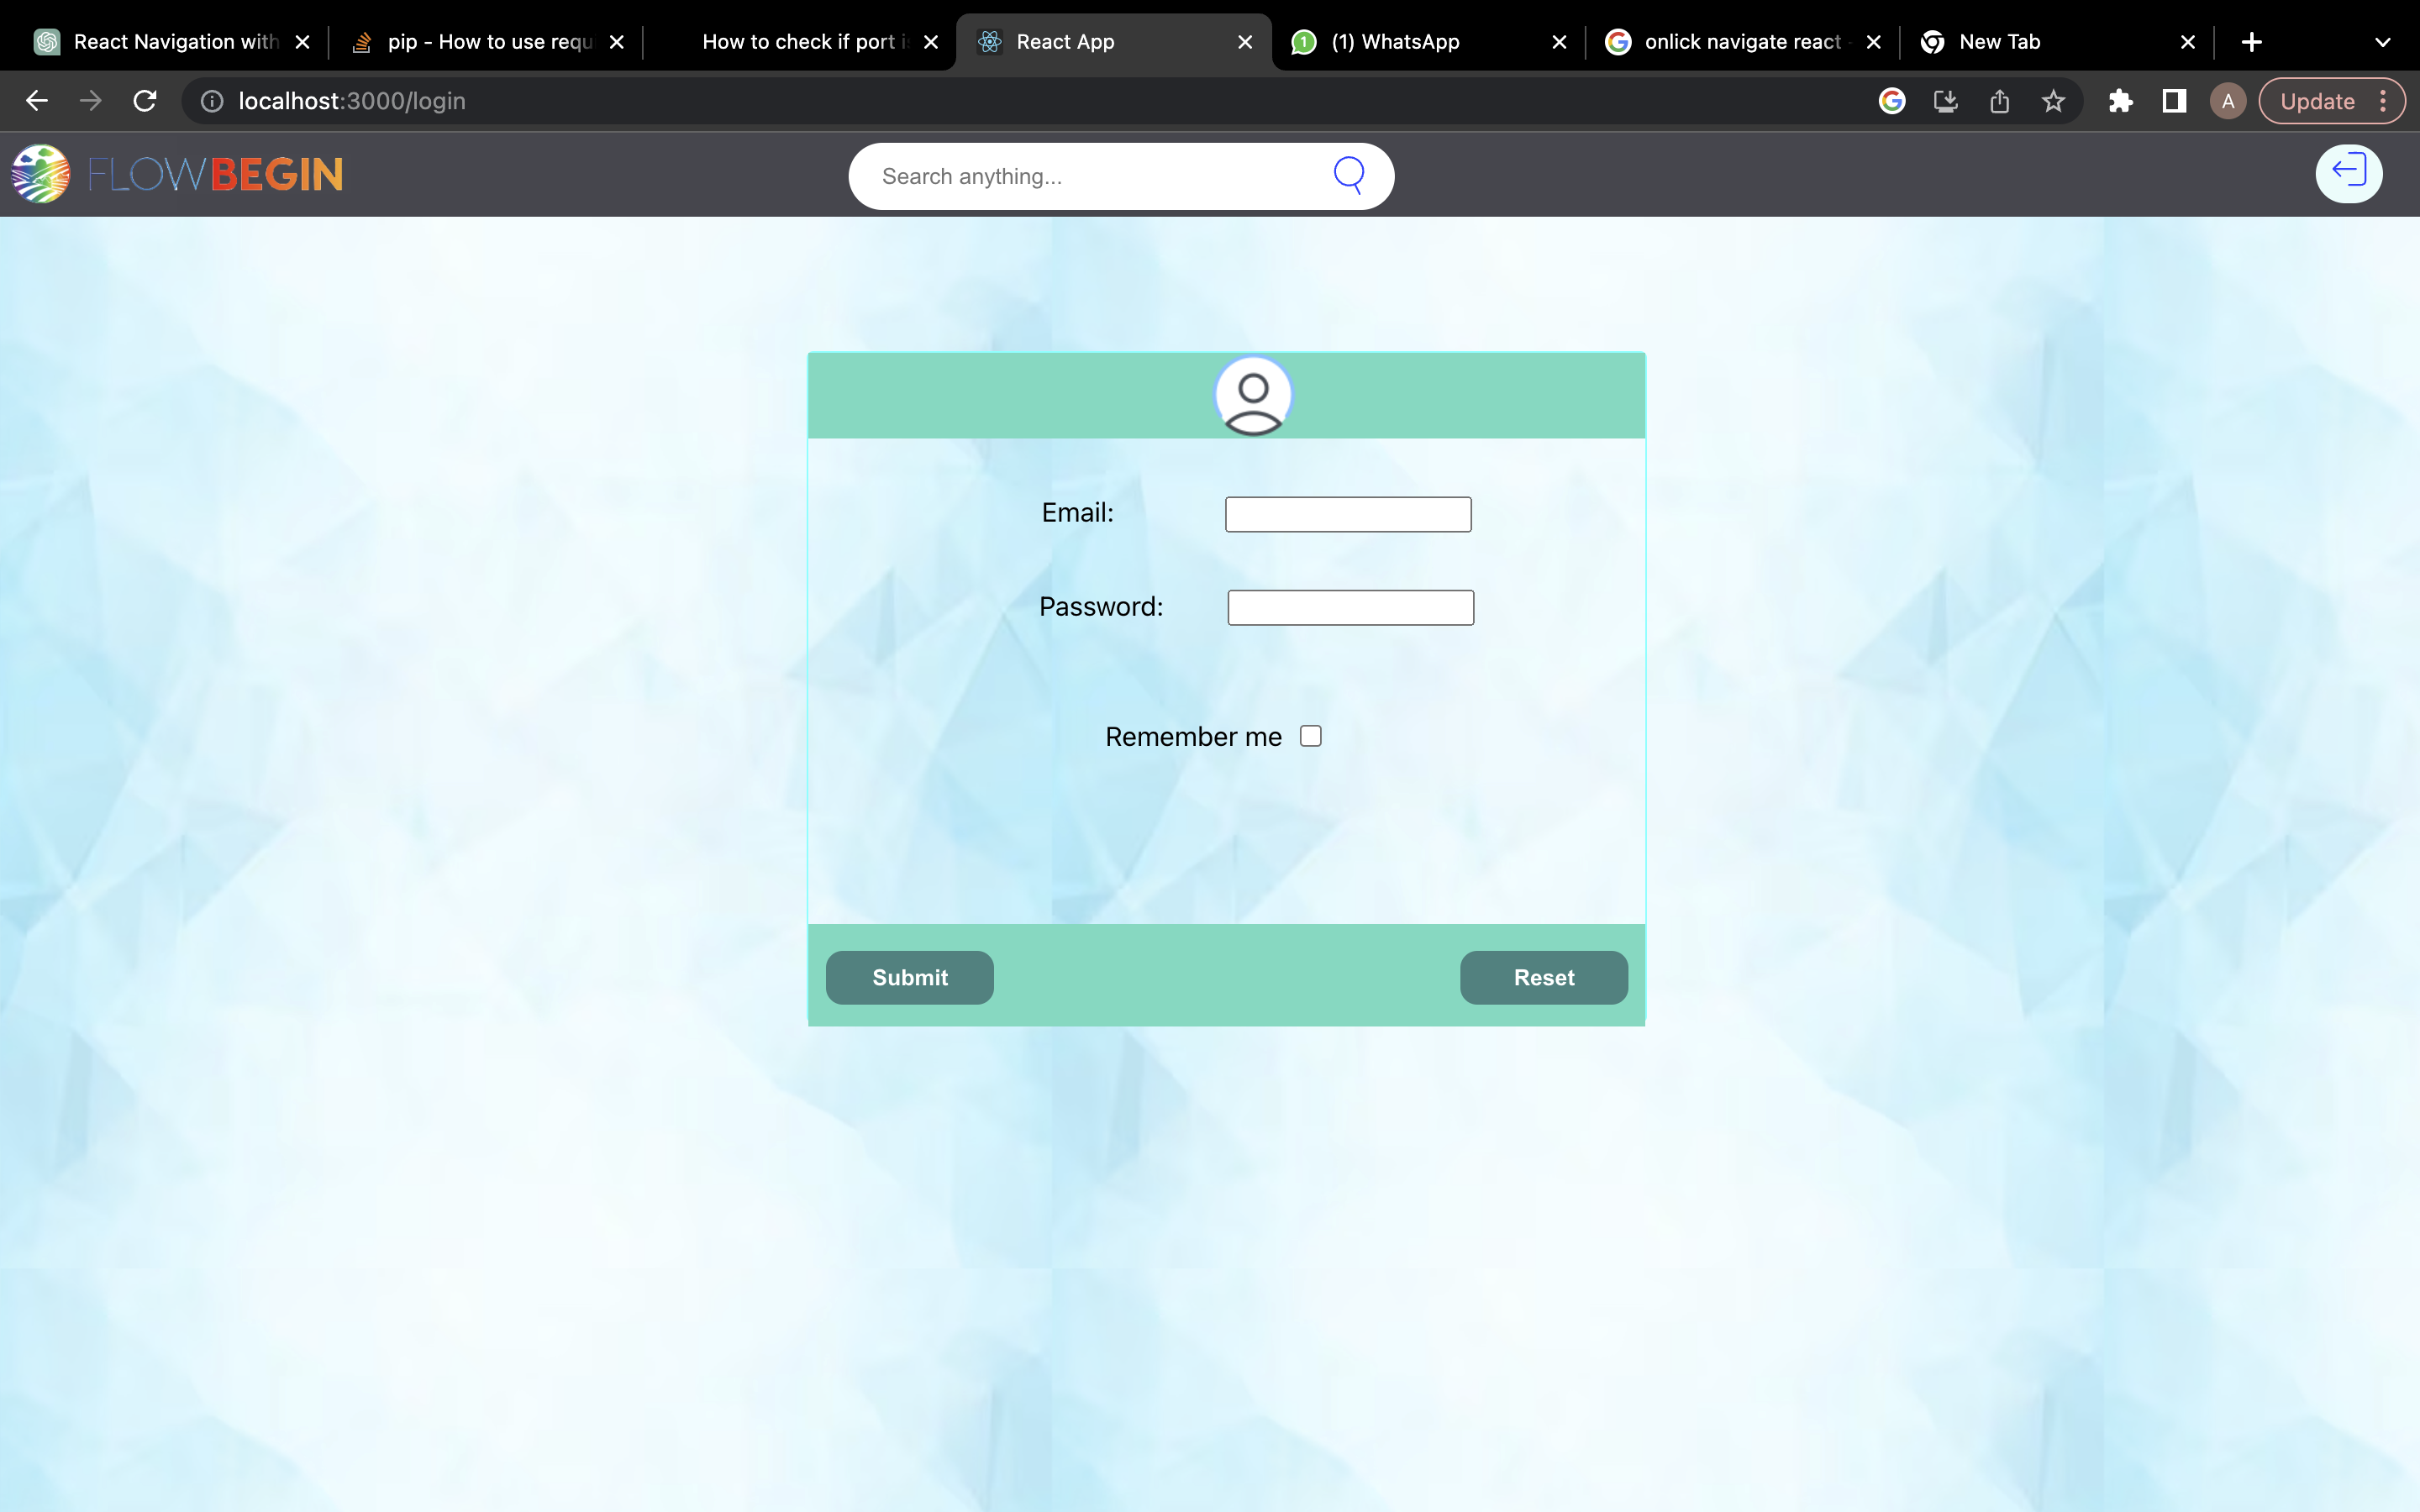 React Navigation with
pip - How to use requ
How to check if port i
React App
1
(1) WhatsApp
onlick navigate react -
New Tab
localhost:3000/login
A
Update
FLOWBEGIN
Search anything...
Email:
Password:
Remember me
Submit
Reset